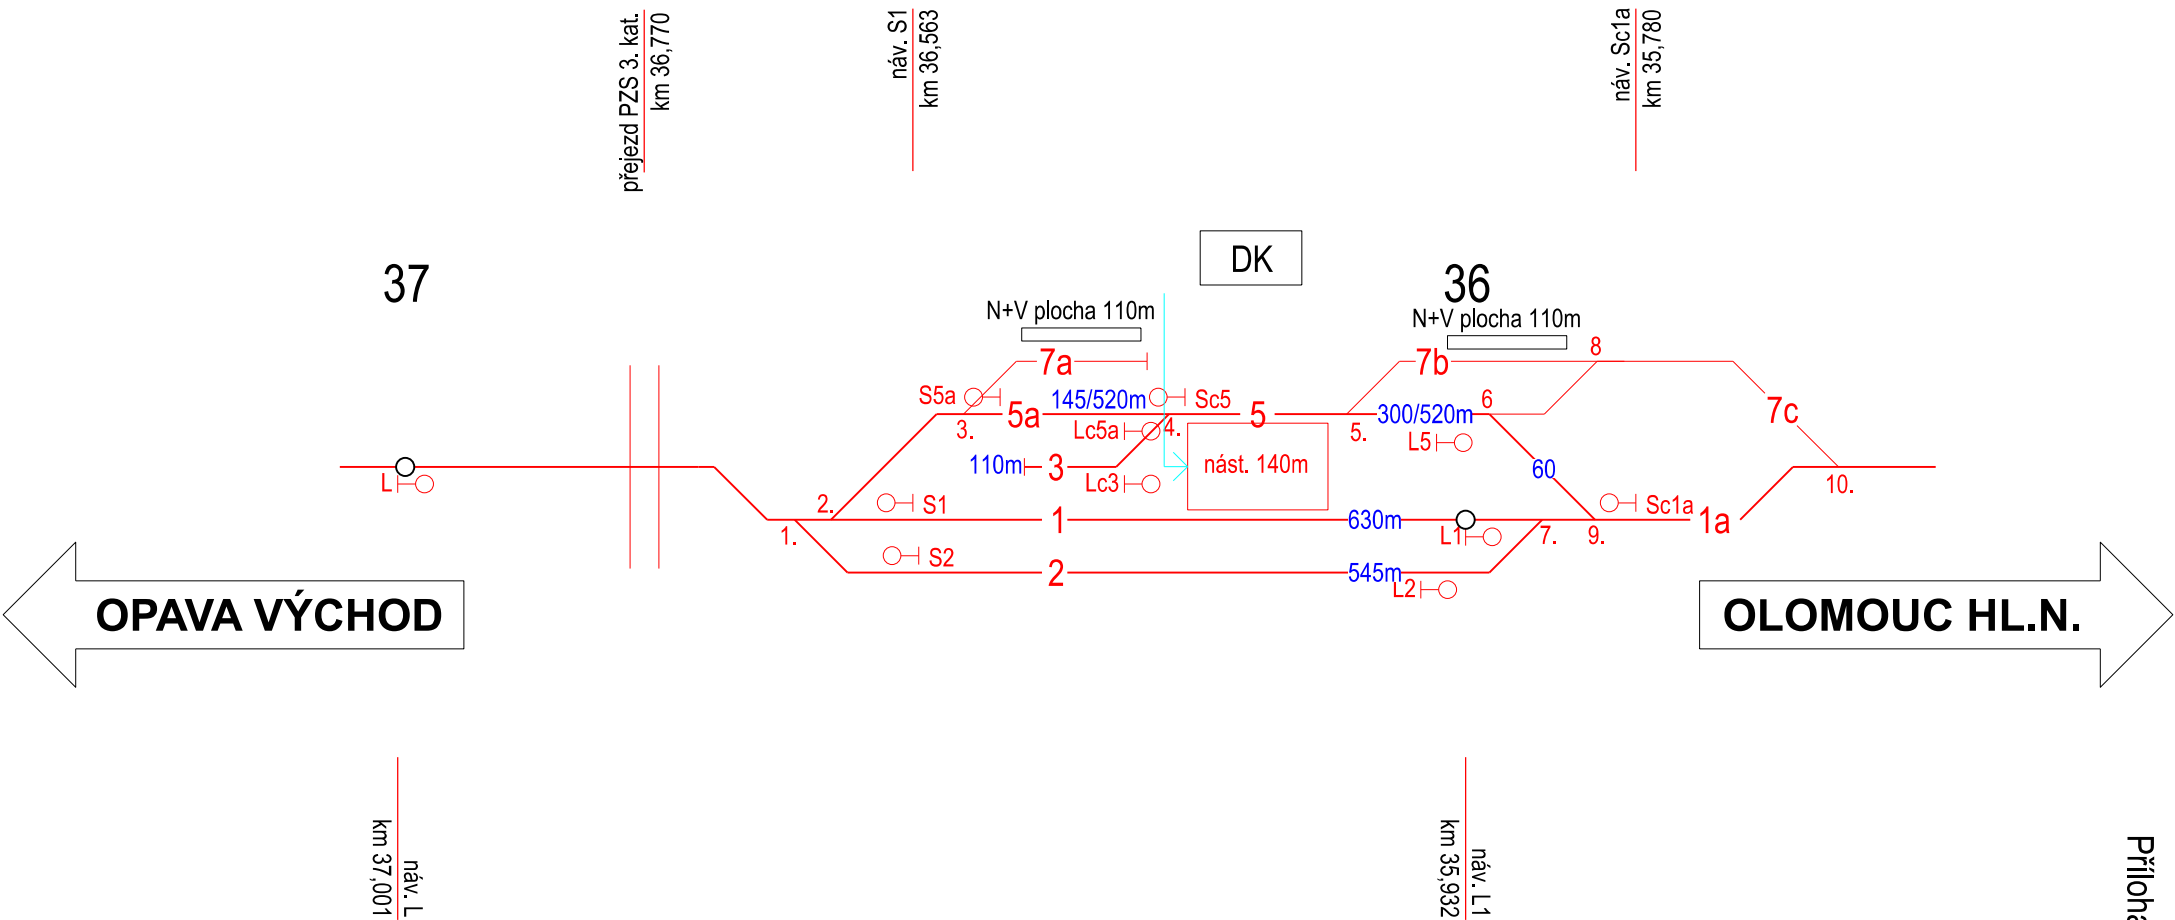 přejezd PZS 3. kat.
km 36,770
náv. S1
km 36,563
náv. Sc1a
km 35,780
DK
37
36
N+V plocha 110m
N+V plocha 110m
8
7a
7b
S5a
145/520m
Sc5
6
5a
5
300/520m
7c
3.
Lc5a
4.
5.
L5
110m
3
nást. 140m
60
L
Lc3
10.
2.
S1
Sc1a
1
630m
1a
1.
L1
7.
9.
S2
2
545m
L2
OPAVA VÝCHOD
OLOMOUC HL.N.
náv. L
km 37,001
náv. L1
km 35,932
Příloha